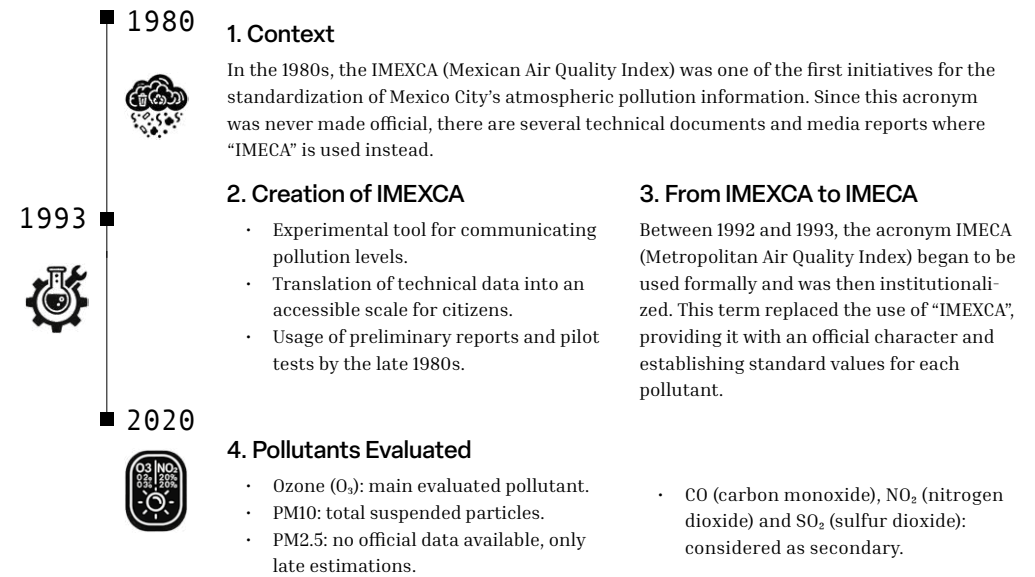 1980
1. Context
In the 1980s, the IMEXCA (Mexican Air Quality Index) was one of the first initiatives for the
standardization of Mexico City’s atmospheric pollution information. Since this acronym
was never made official, there are several technical documents and media reports where
“IMECA” is used instead.
1993
2. Creation of IMEXCA
· Experimental tool for communicating
pollution levels.
· Translation of technical data into an
accessible scale for citizens.
· Usage of preliminary reports and pilot
tests by the late 1980s.
3. From IMEXCA to IMECA
Between 1992 and 1993, the acronym IMECA
(Metropolitan Air Quality Index) began to be
used formally and was then institutionali-
zed. This term replaced the use of “IMEXCA”,
providing it with an official character and
establishing standard values for each
pollutant.
2020
O3 NO2
20%
20%
4. Pollutants Evaluated
· Ozone (O₃): main evaluated pollutant.
· PM10: total suspended particles.
· PM2.5: no official data available, only
late estimations.
· CO (carbon monoxide), NO₂ (nitrogen
dioxide) and SO₂ (sulfur dioxide):
considered as secondary.